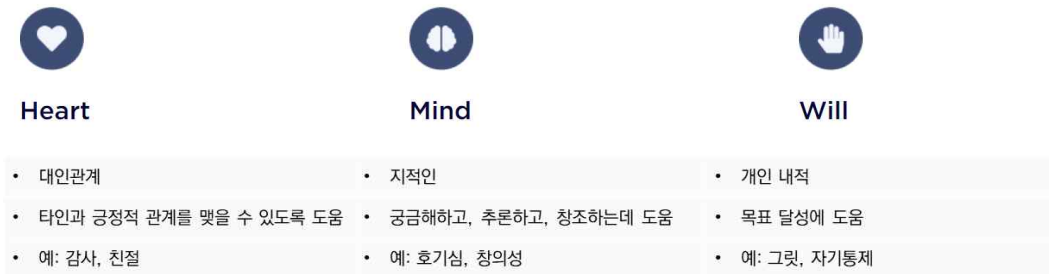 Heart
Mind
Will
• 대인관계
• 지적인
• 개인 내적
• 타인과 긍정적 관계를 맺을 수 있도록 도움
• 궁금해하고, 추론하고, 창조하는데 도움
• 목표 달성에 도움
• 예: 감사, 친절
• 예: 호기심, 창의성
• 예: 그릿, 자기통제